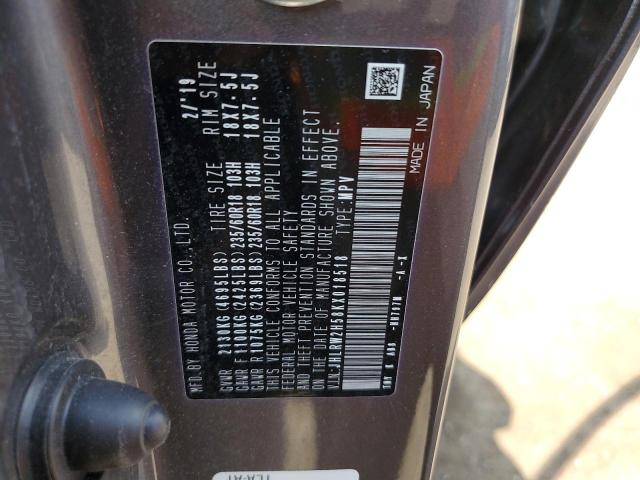 MFD.BY HONDA MOTOR CO.,LTD. 2/'19
TIRE SIZE RIM SIZE
GVWR 2130KG (4695LBS)
GAWR F 1100KG (2425LBS) 235/60R18 103H 18X7.5J
GAWR R 1075KG (2369LBS) 235/60R18 103H 18X7.5J
THIS VEHICLE CONFORMS TO ALL APPLICABLE
FEDERAL MOTOR VEHICLE SAFETY
AND THEFT PREVENTION STANDARDS IN EFFECT
ON THE DATE OF MANUFACTURE SHOWN ABOVE.
V.I.N.:JHLRW2H58KX018518 TYPE:MPV
-A-X
MADE IN JAPAN